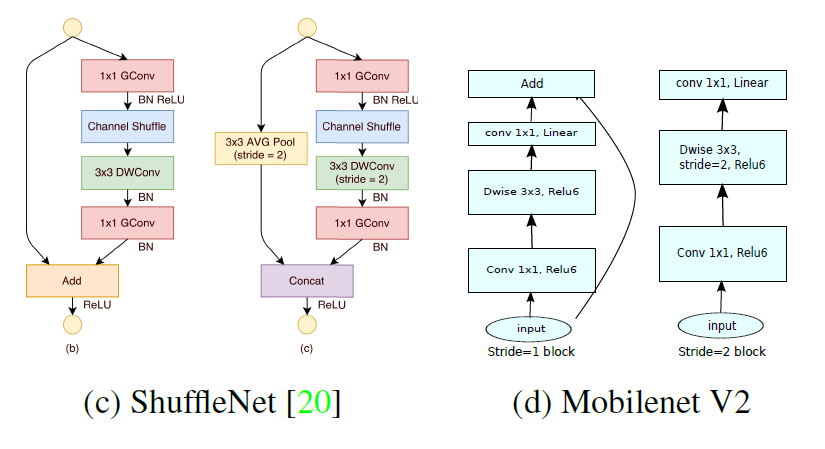 1x1 GConv
BN ReLU
Channel Shuffle
3x3 DWConv
BN
1x1 GConv
BN
Add
ReLU
(b)
1x1 GConv
BN ReLU
3x3 AVG Pool
(stride = 2)
Channel Shuffle
3x3 DWConv
(stride = 2)
BN
1x1 GConv
BN
Concat
ReLU
(c)
(c) ShuffleNet [20]
Add
conv 1x1, Linear
Dwise 3x3, Relu6
Conv 1x1, Relu6
input
Stride=1 block
conv 1x1, Linear
Dwise 3x3,
stride=2, Relu6
Conv 1x1, Relu6
input
Stride=2 block
(d) Mobilenet V2